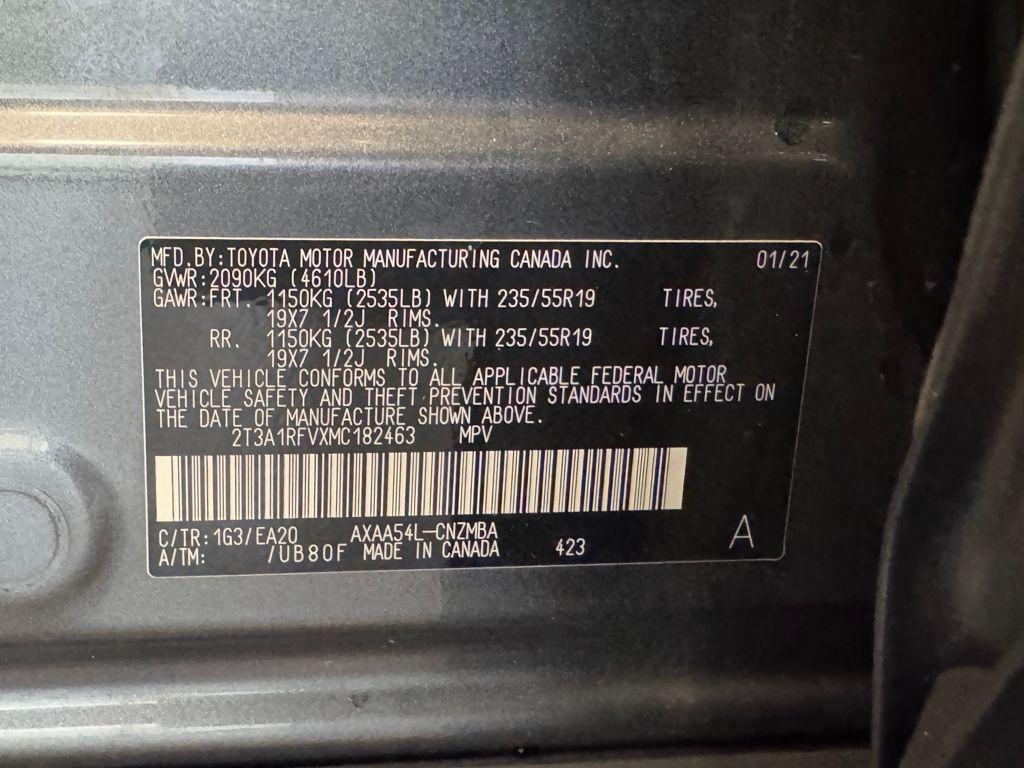 MFD.BY:TOYOTA MOTOR MANUFACTURING CANADA INC. 01/21
GVWR:2090KG (4610LB)
GAWR:FRT. 1150KG (2535LB) WITH 235/55R19 TIRES,
19X7 1/2J RIMS.
RR. 1150KG (2535LB) WITH 235/55R19 TIRES,
19X7 1/2J RIMS.
THIS VEHICLE CONFORMS TO ALL APPLICABLE FEDERAL MOTOR
VEHICLE SAFETY AND THEFT PREVENTION STANDARDS IN EFFECT ON
THE DATE OF MANUFACTURE SHOWN ABOVE.
2T3A1RFVXMC182463 MPV
C/TR:1G3/EA20 AXAA54L-CNZMBA
A/TM: /UB80F MADE IN CANADA 423 A